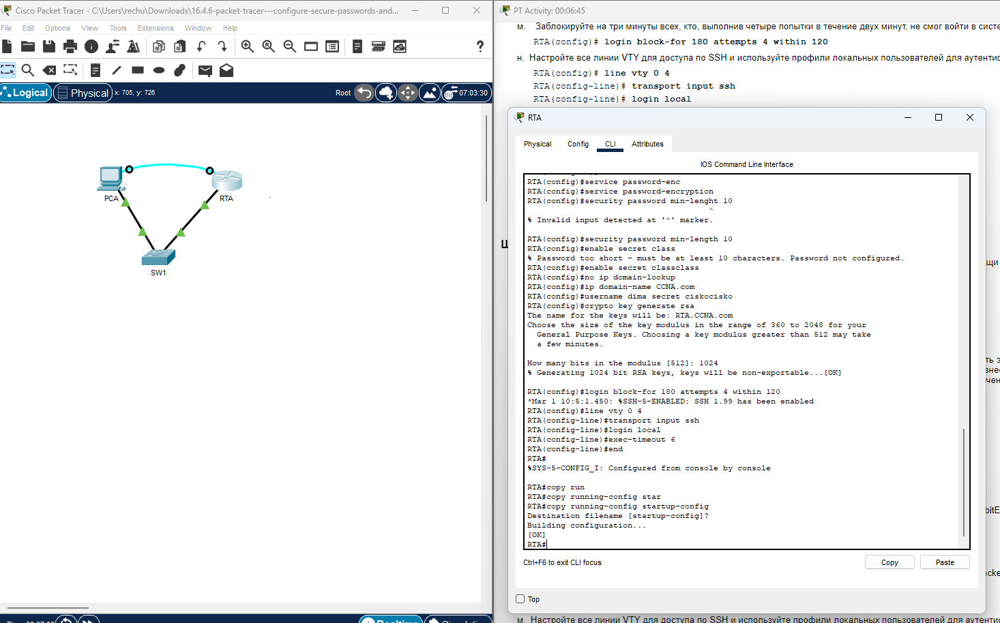 Cisco Packet Tracer - C:\Users\rechu\Downloads\16.4.6-packet-tracer---configure-secure-passwords-and...
File Edit Options View Tools Extensions Window Help
Logical Physical x: 705, y: 726
Root 07:03:30
PCA
RTA
SW1
Realtime
PT Activity: 00:06:45
м. Заблокируйте на три минуты всех, кто, выполнив четыре попытки в течение двух минут, не смог войти в систе
RTA(config)# login block-for 180 attempts 4 within 120
н. Настройте все линии VTY для доступа по SSH и используйте профили локальных пользователей для аутентис
RTA(config)# line vty 0 4
RTA(config-line)# transport input ssh
RTA(config-line)# login local
RTA
Physical Config CLI Attributes
IOS Command Line Interface
RTA(config)#service password-enc
RTA(config)#service password-encryption
RTA(config)#security password min-lenght 10
^
% Invalid input detected at '^' marker.
RTA(config)#security password min-length 10
RTA(config)#enable secret class
% Password too short - must be at least 10 characters. Password not configured.
RTA(config)#enable secret classclass
RTA(config)#no ip domain-lookup
RTA(config)#ip domain-name CCNA.com
RTA(config)#username dima secret ciskocisko
RTA(config)#crypto key generate rsa
The name for the keys will be: RTA.CCNA.com
Choose the size of the key modulus in the range of 360 to 2048 for your
General Purpose Keys. Choosing a key modulus greater than 512 may take
a few minutes.
How many bits in the modulus [512]: 1024
% Generating 1024 bit RSA keys, keys will be non-exportable...[OK]
RTA(config)#login block-for 180 attempts 4 within 120
*Mar 1 10:5:1.450: %SSH-5-ENABLED: SSH 1.99 has been enabled
RTA(config)#line vty 0 4
RTA(config-line)#transport input ssh
RTA(config-line)#login local
RTA(config-line)#exec-timeout 6
RTA(config-line)#end
RTA#
%SYS-5-CONFIG_I: Configured from console by console
RTA#copy run
RTA#copy running-config star
RTA#copy running-config startup-config
Destination filename [startup-config]?
Building configuration...
[OK]
RTA#
Ctrl+F6 to exit CLI focus
Copy Paste
Top
м. Настройте все линии VTY для доступа по SSH и используйте профили локальных пользователей для аутентис